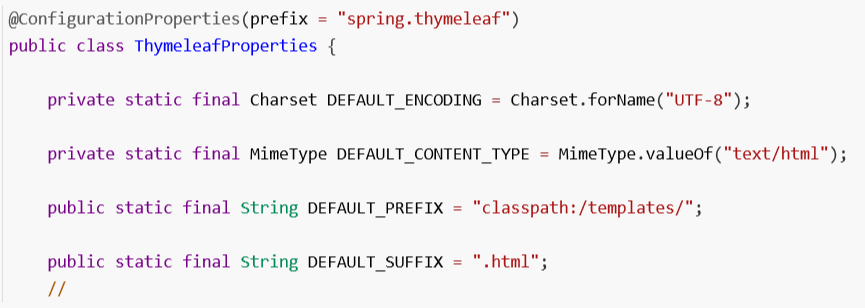 @ConfigurationProperties(prefix = "spring.thymeleaf")
public class ThymeleafProperties {
private static final Charset DEFAULT_ENCODING = Charset.forName("UTF-8");
private static final MimeType DEFAULT_CONTENT_TYPE = MimeType.valueOf("text/html");
public static final String DEFAULT_PREFIX = "classpath:/templates/";
public static final String DEFAULT_SUFFIX = ".html";
//